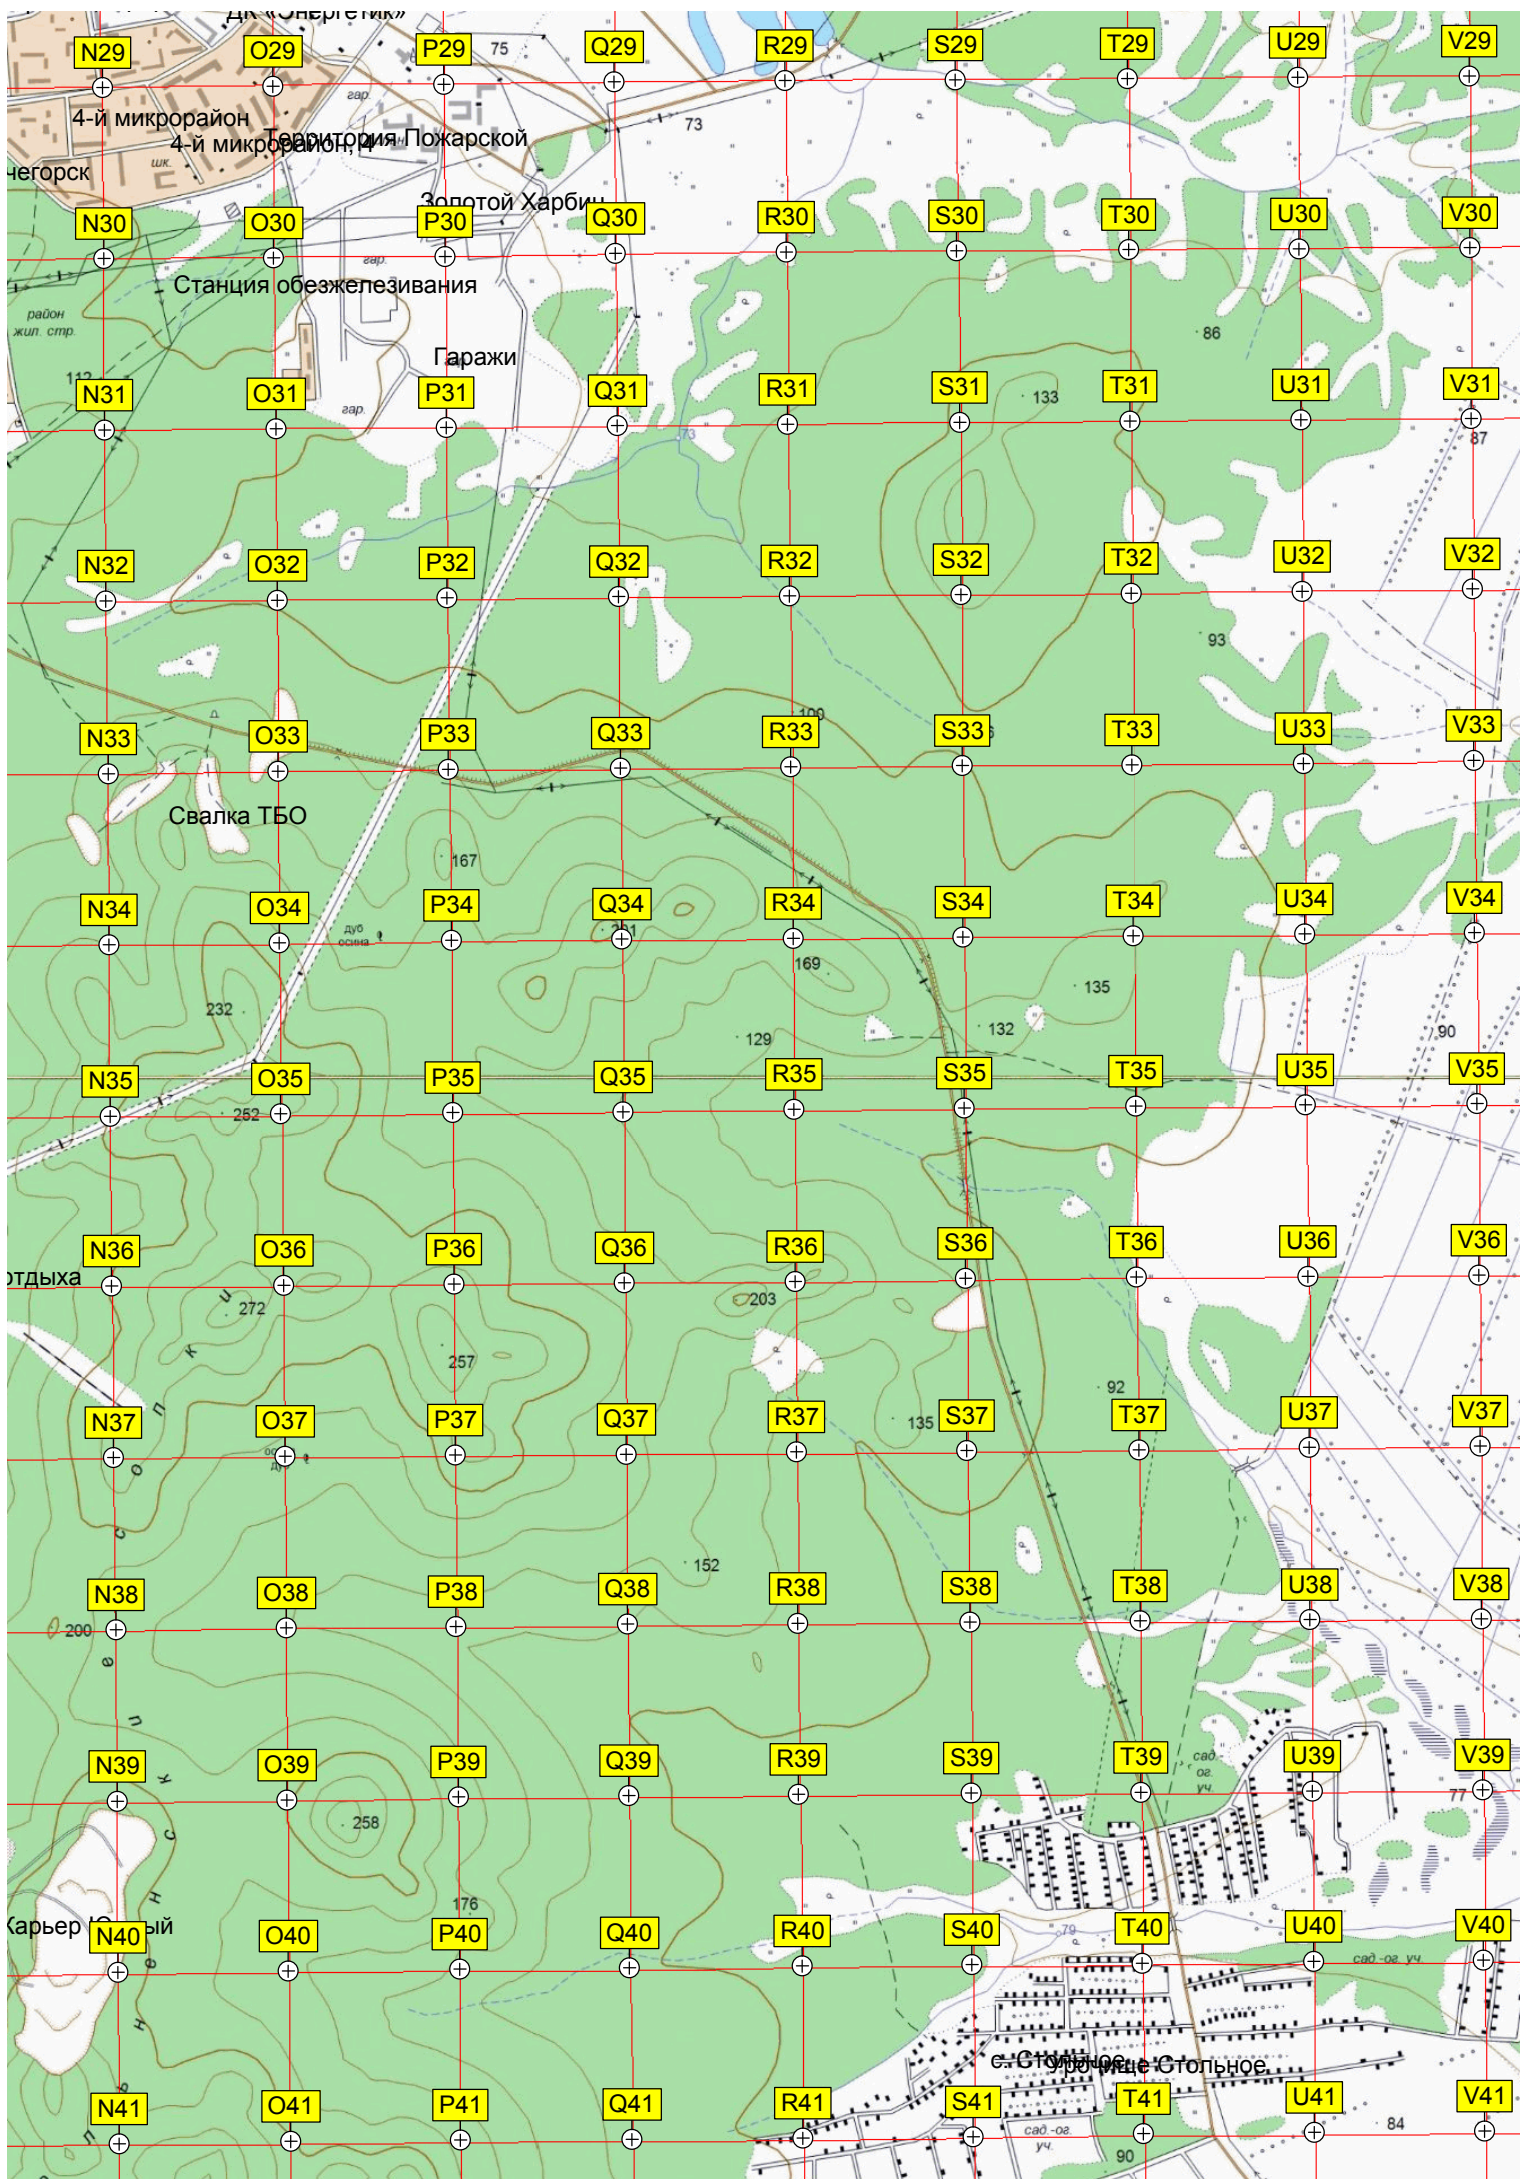 ДК «Энергетик»
N29 O29 P29 75 Q29 R29 S29 T29 U29 V29
гар.
4-й микрорайон
73
4-й микрорайон, 4
Территория Пожарской
шк.
чегорск
Золотой Харбин
N30 O30 P30 Q30 R30 S30 T30 U30 V30
гар.
Станция обезжелезивания
район
жил. стр.
86
Гаражи
112
N31 O31 P31 Q31 R31 S31 133 T31 U31 V31
гар.
73
87
N32 O32 P32 Q32 R32 S32 T32 U32 V32
93
100
N33 O33 P33 Q33 R33 S33 T33 U33 V33
Свалка ТБО
167
N34 O34 P34 Q34 R34 S34 T34 U34 V34
дуб
осина
169
135
232
129
132
90
N35 O35 P35 Q35 R35 S35 T35 U35 V35
252
N36 O36 P36 Q36 R36 S36 T36 U36 V36
отдыха
272
203
257
92
N37 O37 P37 Q37 R37 135 S37 T37 U37 V37
152
N38 O38 P38 Q38 R38 S38 T38 U38 V38
200
N39 O39 P39 Q39 R39 S39 T39 U39 V39
сад.-
ог.
уч.
77
258
176
Карьер Южный
79
N40 O40 P40 Q40 R40 S40 T40 U40 V40
сад.-ог. уч.
с. Стольное
Урочище Стольное
N41 O41 P41 Q41 R41 S41 T41 U41 V41
84
сад.-ог.
уч.
90